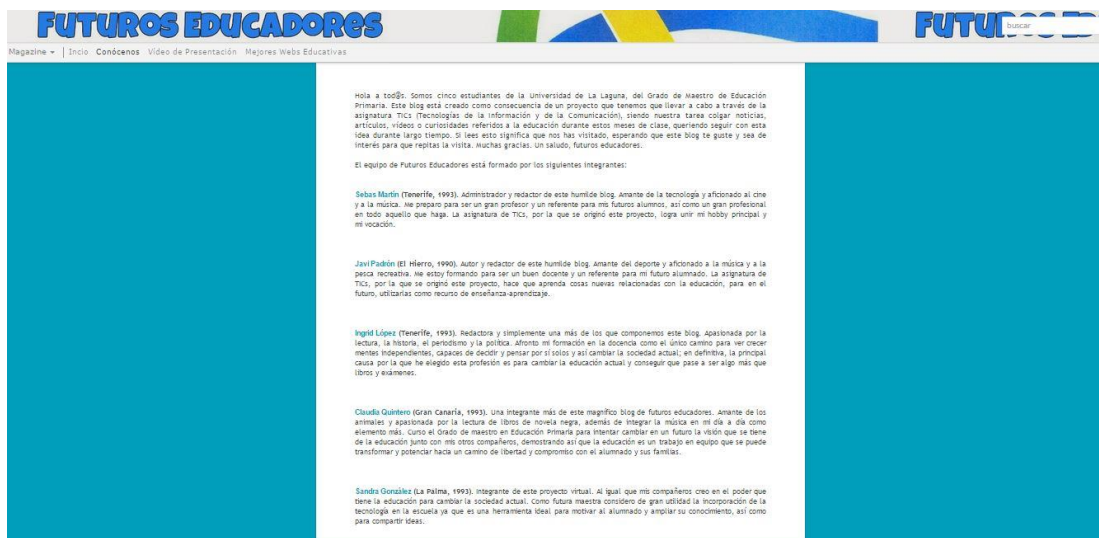 FUTUROS EDUCADORES
buscar
Magazine
Incio Conócenos Vídeo de Presentación Mejores Webs Educativas
Hola a tod@s. Somos cinco estudiantes de la Universidad de La Laguna, del Grado de Maestro de Educación
Primaria. Este blog está creado como consecuencia de un proyecto que tenemos que llevar a cabo a través de la
asignatura TICs (Tecnologías de la Información y de la Comunicación), siendo nuestra tarea colgar noticias,
artículos, vídeos o curiosidades referidos a la educación durante estos meses de clase, queriendo seguir con esta
idea durante largo tiempo. Si lees esto significa que nos has visitado, esperando que este blog te guste y sea de
interés para que repitas la visita. Muchas gracias. Un saludo, futuros educadores.
El equipo de Futuros Educadores está formado por los siguientes integrantes:
Sebas Martín (Tenerife, 1993). Administrador y redactor de este humilde blog. Amante de la tecnología y aficionado al cine
y a la música. Me preparo para ser un gran profesor y un referente para mis futuros alumnos, así como un gran profesional
en todo aquello que haga. La asignatura de TICs, por la que se originó este proyecto, logra unir mi hobby principal y
mi vocación.
Javi Padrón (El Hierro, 1990). Autor y redactor de este humilde blog. Amante del deporte y aficionado a la música y a la
pesca recreativa. Me estoy formando para ser un buen docente y un referente para mi futuro alumnado. La asignatura de
TICs, por la que se originó este proyecto, hace que aprenda cosas nuevas relacionadas con la educación, para en el
futuro, utilizarlas como recurso de enseñanza-aprendizaje.
Ingrid López (Tenerife, 1993). Redactora y simplemente una más de los que componemos este blog. Apasionada por la
lectura, la historia, el periodismo y la política. Afronto mi formación en la docencia como el único camino para ver crecer
mentes independientes, capaces de decidir y pensar por sí solos y así cambiar la sociedad actual; en definitiva, la principal
causa por la que he elegido esta profesión es para cambiar la educación actual y conseguir que pase a ser algo más que
libros y exámenes.
Claudia Quintero (Gran Canaría, 1993). Una integrante más de este magnífico blog de futuros educadores. Amante de los
animales y apasionada por la lectura de libros de novela negra, además de integrar la música en mi día a día como
elemento más. Curso el Grado de maestro en Educación Primaria para intentar cambiar en un futuro la visión que se tiene
de la educación junto con mis otros compañeros, demostrando así que la educación es un trabajo en equipo que se puede
transformar y potenciar hacia un camino de libertad y compromiso con el alumnado y sus familias.
Sandra González (La Palma, 1993). Integrante de este proyecto virtual. Al igual que mis compañeros creo en el poder que
tiene la educación para cambiar la sociedad actual. Como futura maestra considero de gran utilidad la incorporación de la
tecnología en la escuela ya que es una herramienta ideal para motivar al alumnado y ampliar su conocimiento, así como
para compartir ideas.